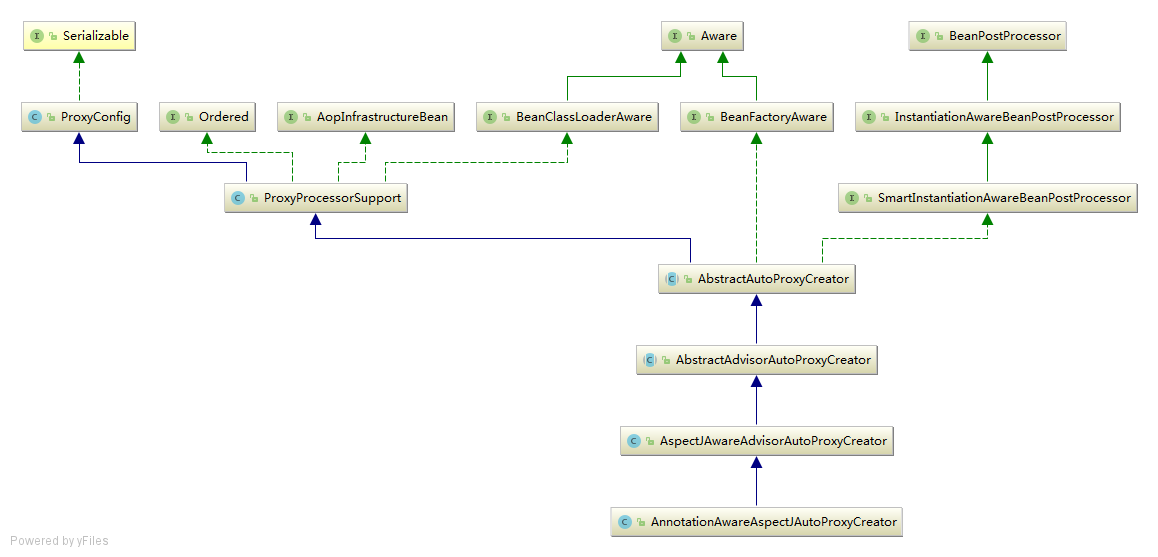 Serializable
Aware
BeanPostProcessor
ProxyConfig
Ordered
AopInfrastructureBean
BeanClassLoaderAware
BeanFactoryAware
InstantiationAwareBeanPostProcessor
ProxyProcessorSupport
SmartInstantiationAwareBeanPostProcessor
AbstractAutoProxyCreator
AbstractAdvisorAutoProxyCreator
AspectJAwareAdvisorAutoProxyCreator
AnnotationAwareAspectJAutoProxyCreator
Powered by yFiles